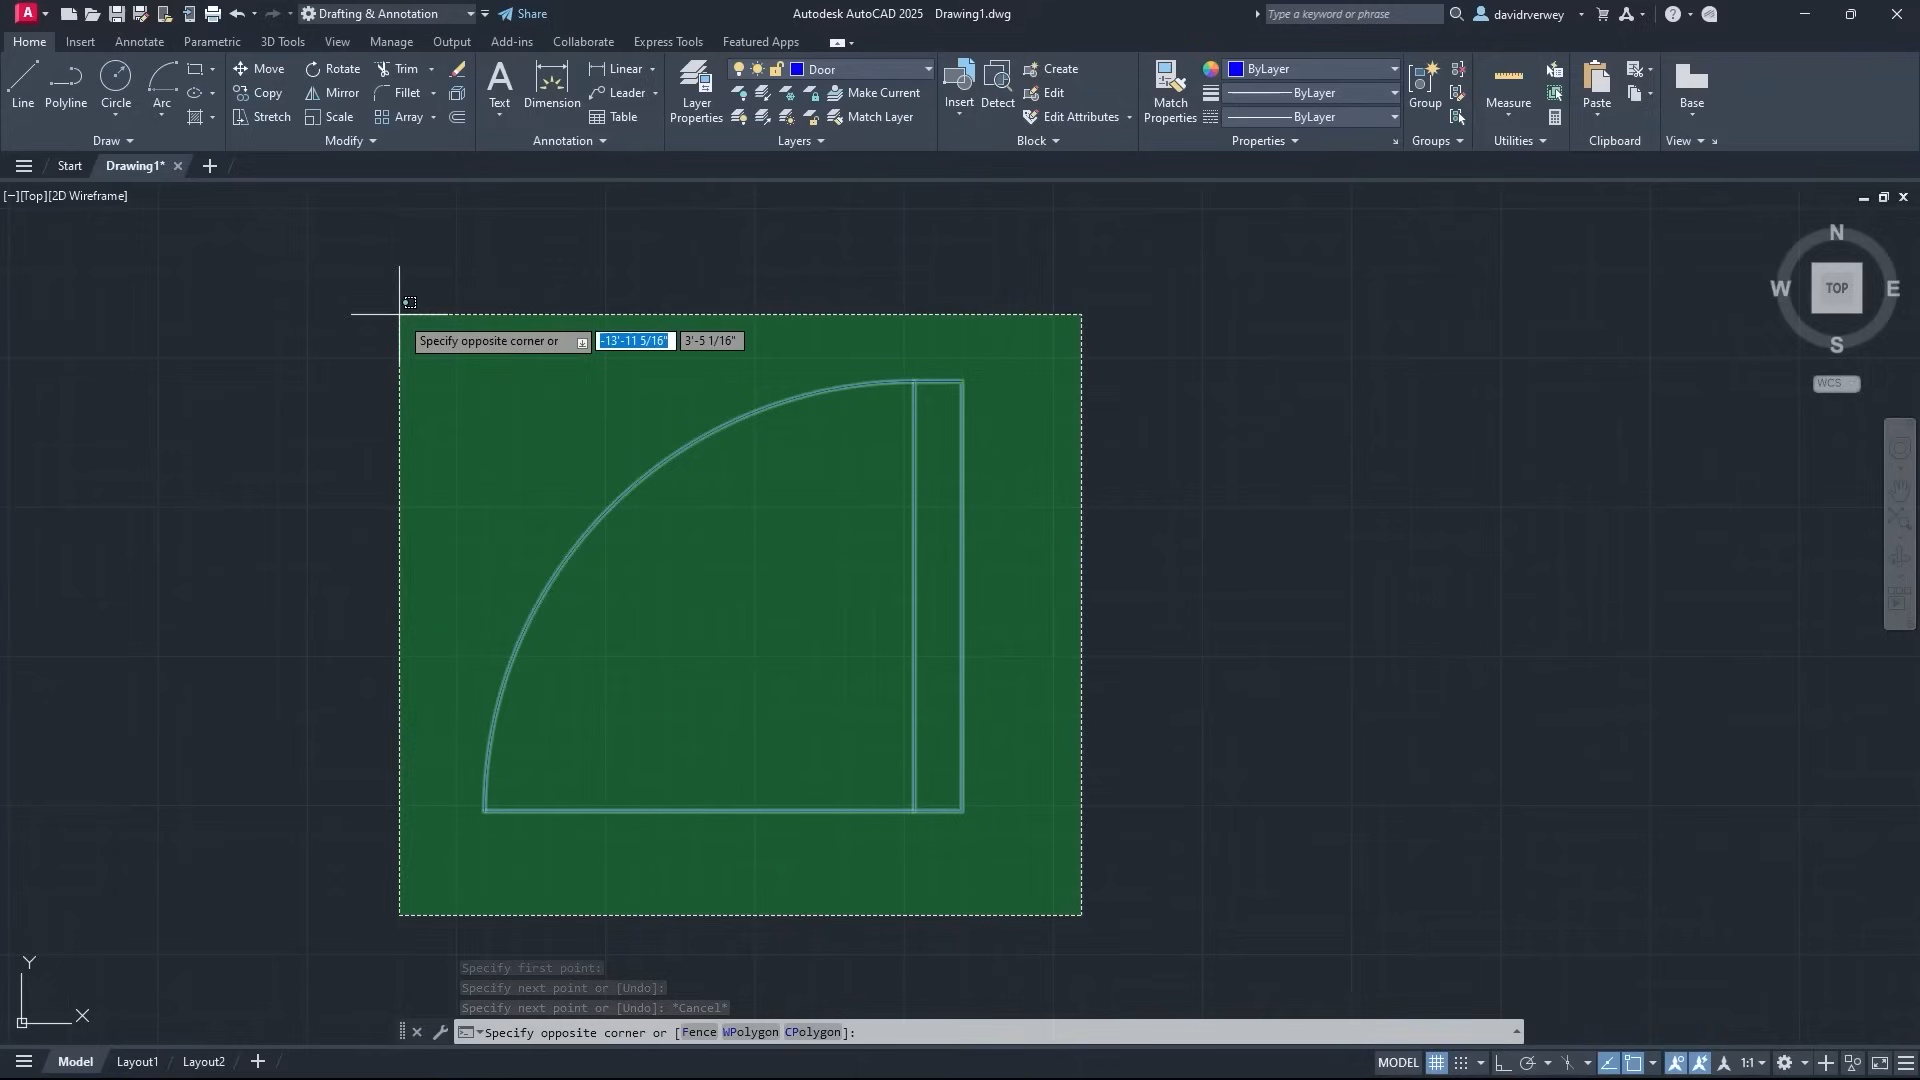 A Drafting & Annotation Share Autodesk AutoCAD 2025 Drawing1.dwg Type a keyword or phrase davidrverwey
Home Insert Annotate Parametric 3D Tools View Manage Output Add-ins Collaborate Express Tools Featured Apps
Line Polyline Circle Arc
Move Rotate Trim
Copy Mirror Fillet
Stretch Scale Array
Text Dimension
Linear
Leader
Table
Layer Properties
Door
Make Current
Match Layer
Insert Detect
Create
Edit
Edit Attributes
Match Properties
ByLayer
ByLayer
ByLayer
Group
Measure
Paste
Base
Draw Modify Annotation Layers Block Properties Groups Utilities Clipboard View
Start Drawing1*
[−][Top][2D Wireframe]
N
W TOP E
S
WCS
Specify opposite corner or -13'-11 5/16" 3'-5 1/16"
Y
X
Specify first point:
Specify next point or [Undo]:
Specify next point or [Undo]: *Cancel*
Specify opposite corner or [Fence WPolygon CPolygon]:
Model Layout1 Layout2 MODEL 1:1